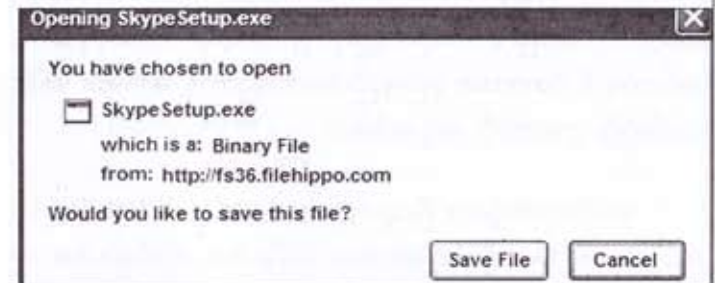 Opening SkypeSetup.exe
You have chosen to open
SkypeSetup.exe
which is a: Binary File
from: http://fs36.filehippo.com
Would you like to save this file?
Save File Cancel